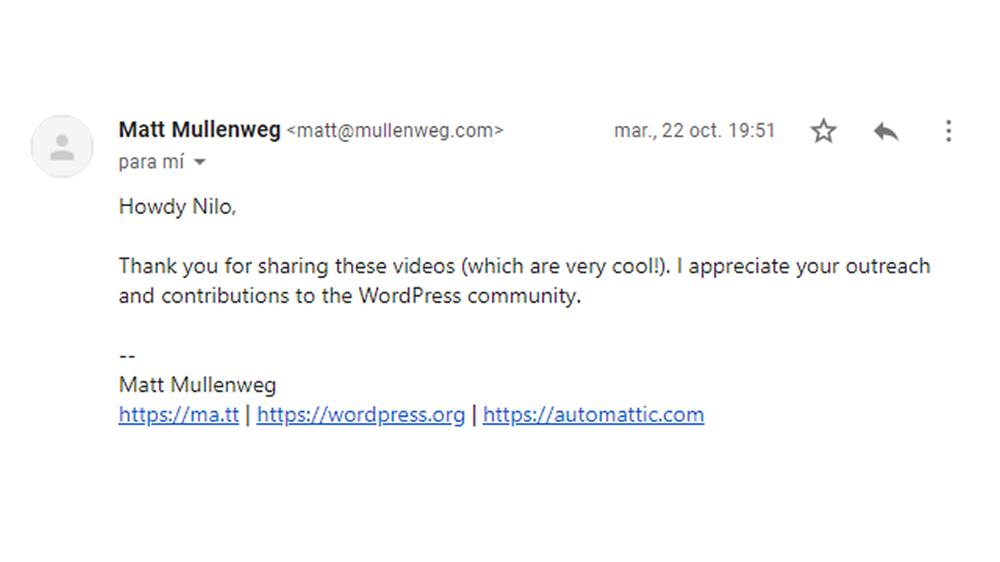 Matt Mullenweg <matt@mullenweg.com> mar., 22 oct. 19:51
para mí
Howdy Nilo,
Thank you for sharing these videos (which are very cool!). I appreciate your outreach
and contributions to the WordPress community.
--
Matt Mullenweg
https://ma.tt | https://wordpress.org | https://automattic.com